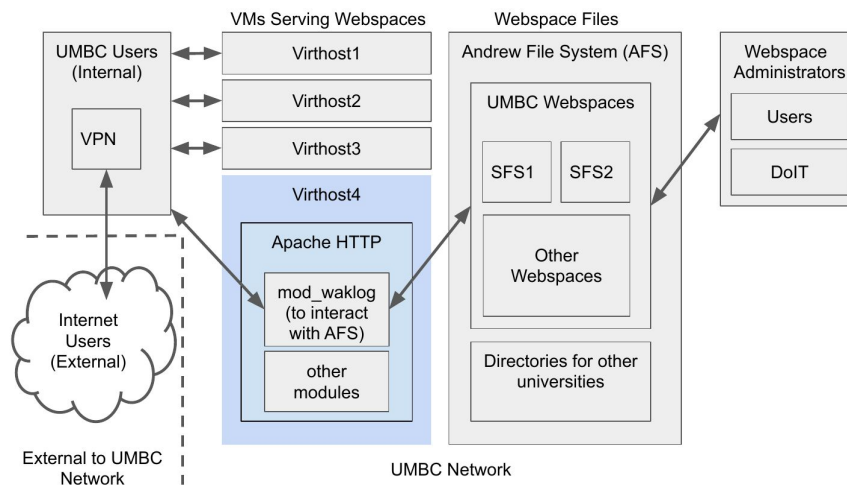 VMs Serving Webspaces
Webspace Files
UMBC Users
(Internal)
VPN
Internet
Users
(External)
External to UMBC
Network
Virthost1
Virthost2
Virthost3
Virthost4
Apache HTTP
mod_waklog
(to interact
with AFS)
other
modules
Andrew File System (AFS)
UMBC Webspaces
SFS1
SFS2
Other
Webspaces
Directories for other
universities
Webspace
Administrators
Users
DoIT
UMBC Network